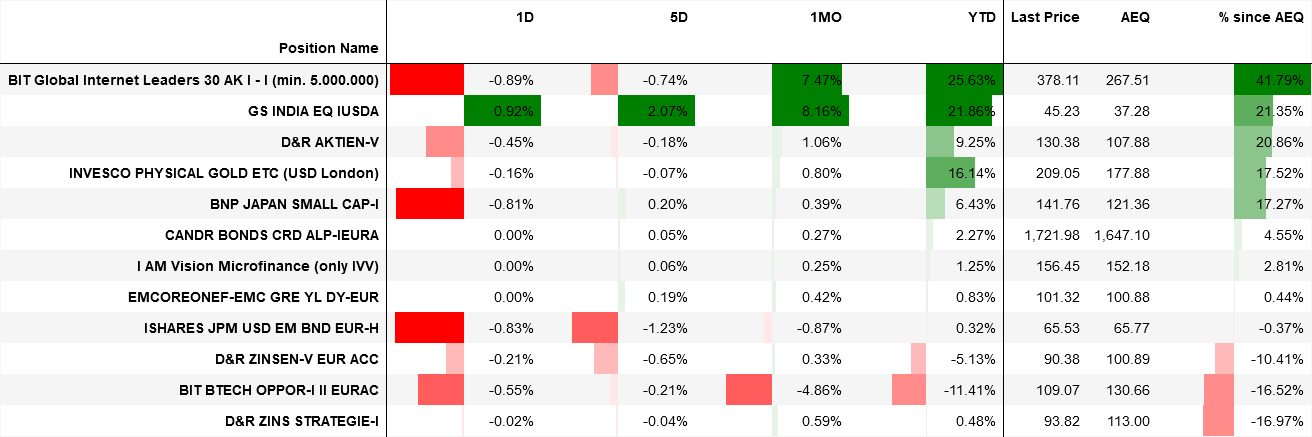 1D 5D 1MO YTD Last Price AEQ % since AEQ
Position Name
BIT Global Internet Leaders 30 AK I - I (min. 5.000.000) -0.89% -0.74% 7.47% 25.63% 378.11 267.51 41.79%
GS INDIA EQ IUSDA 0.92% 2.07% 8.16% 21.86% 45.23 37.28 21.35%
D&R AKTIEN-V -0.45% -0.18% 1.06% 9.25% 130.38 107.88 20.86%
INVESCO PHYSICAL GOLD ETC (USD London) -0.16% -0.07% 0.80% 16.14% 209.05 177.88 17.52%
BNP JAPAN SMALL CAP-I -0.81% 0.20% 0.39% 6.43% 141.76 121.36 17.27%
CANDR BONDS CRD ALP-IEURA 0.00% 0.05% 0.27% 2.27% 1,721.98 1,647.10 4.55%
I AM Vision Microfinance (only IVV) 0.00% 0.06% 0.25% 1.25% 156.45 152.18 2.81%
EMCOREONEF-EMC GRE YL DY-EUR 0.00% 0.19% 0.42% 0.83% 101.32 100.88 0.44%
ISHARES JPM USD EM BND EUR-H -0.83% -1.23% -0.87% 0.32% 65.53 65.77 -0.37%
D&R ZINSEN-V EUR ACC -0.21% -0.65% 0.33% -5.13% 90.38 100.89 -10.41%
BIT BTECH OPPOR-I II EURAC -0.55% -0.21% -4.86% -11.41% 109.07 130.66 -16.52%
D&R ZINS STRATEGIE-I -0.02% -0.04% 0.59% 0.48% 93.82 113.00 -16.97%